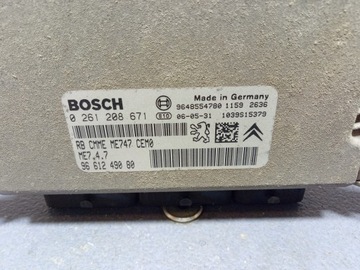 Made in Germany
BOSCH
9648554780 1159 2636
0 261 208 671
06-05-31 1039S15379
RB CMME ME747 CEM0
ME7.4.7
96 612 490 80